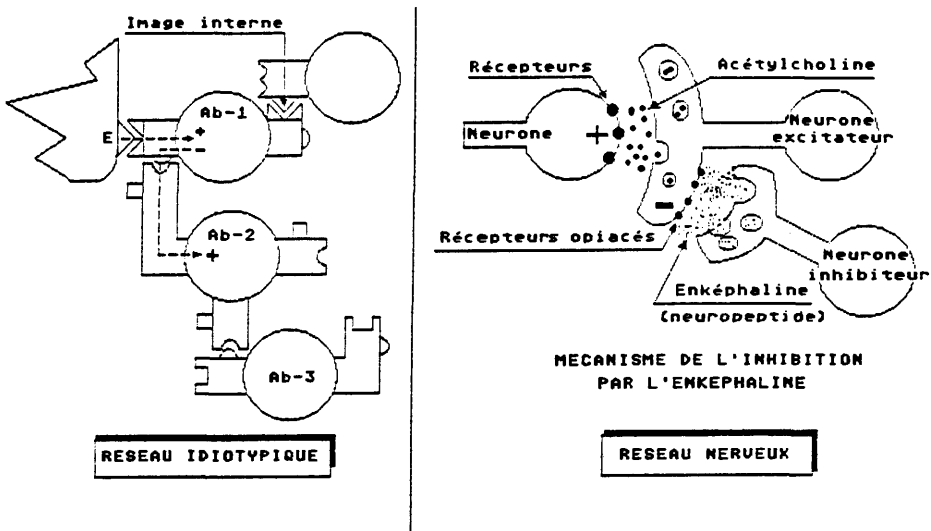 Image interne
Ab-1
E
+
−
Ab-2
+
Ab-3
RESEAU IDIOTYPIQUE
Récepteurs
Acétylcholine
Neurone
+
Neurone
excitateur
−
Récepteurs opiacés
Neurone
inhibiteur
Enképhaline
(neuropeptide)
MECANISME DE L'INHIBITION
PAR L'ENKEPHALINE
RESEAU NERVEUX